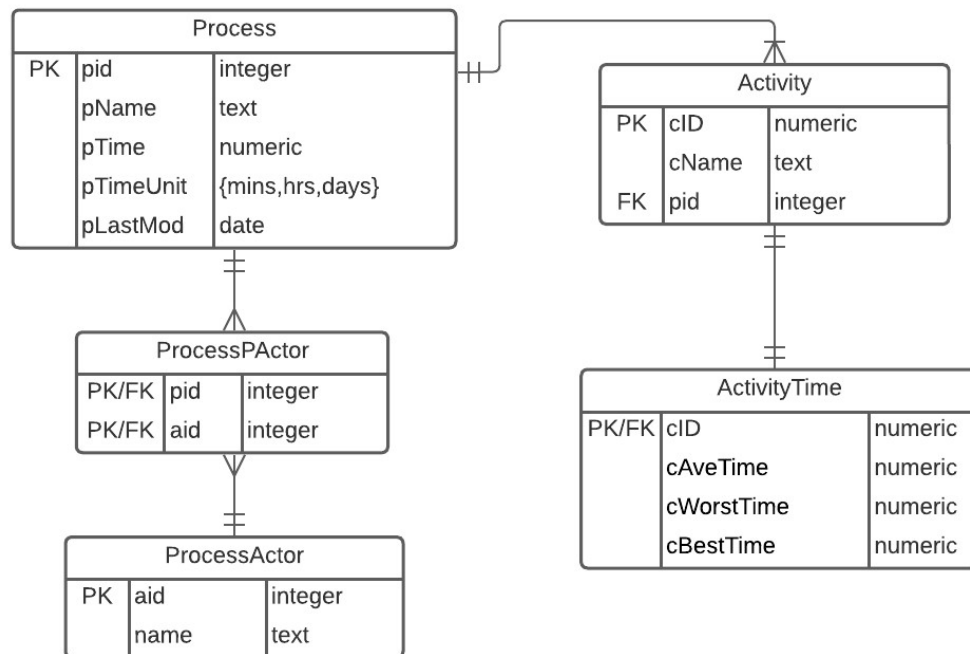 Process
PK pid integer
pName text
pTime numeric
pTimeUnit {mins,hrs,days}
pLastMod date
Activity
PK cID numeric
cName text
FK pid integer
ProcessPActor
PK/FK pid integer
PK/FK aid integer
ActivityTime
PK/FK cID numeric
cAveTime numeric
cWorstTime numeric
cBestTime numeric
ProcessActor
PK aid integer
name text